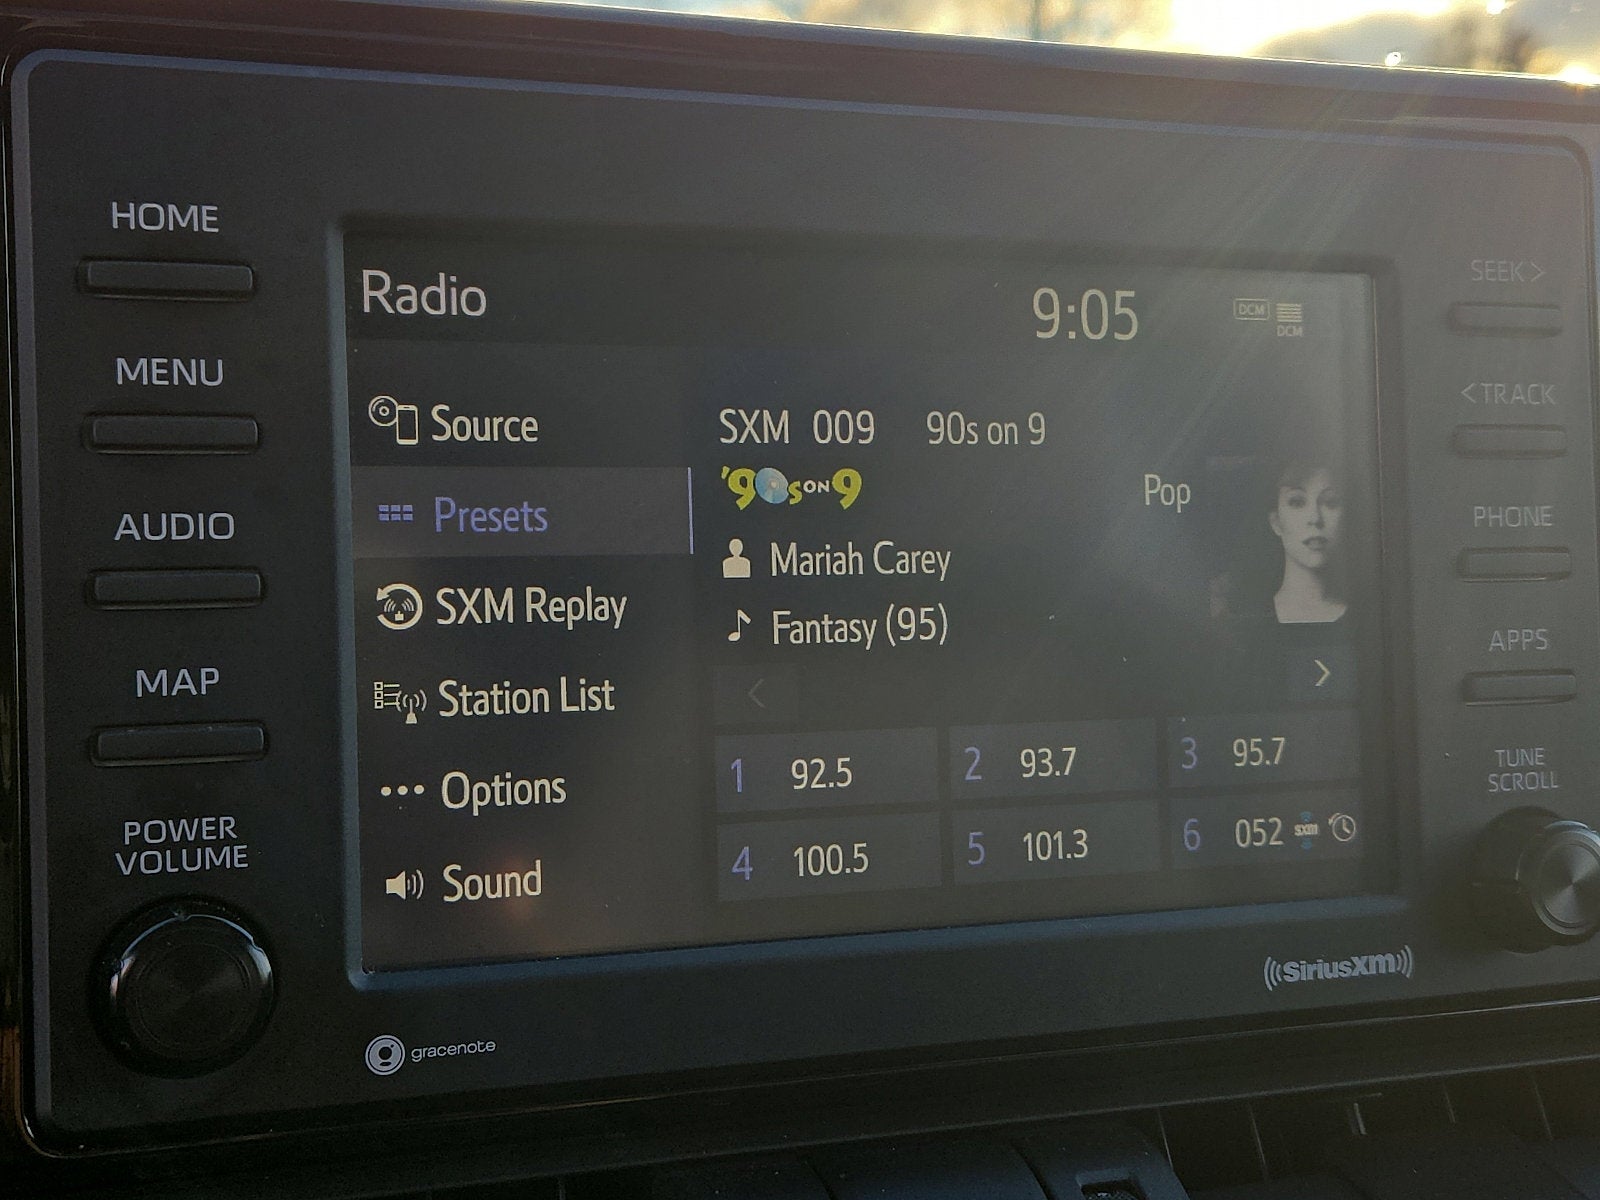 HOME
MENU
AUDIO
MAP
POWER
VOLUME
Radio
9:05
DCM
DCM
Source
Presets
SXM Replay
Station List
Options
Sound
SXM 009 90s on 9
'90s ON 9
Pop
Mariah Carey
Fantasy (95)
1 92.5
2 93.7
3 95.7
4 100.5
5 101.3
6 052 sxm
SEEK >
< TRACK
PHONE
APPS
TUNE
SCROLL
gracenote
((SiriusXM))